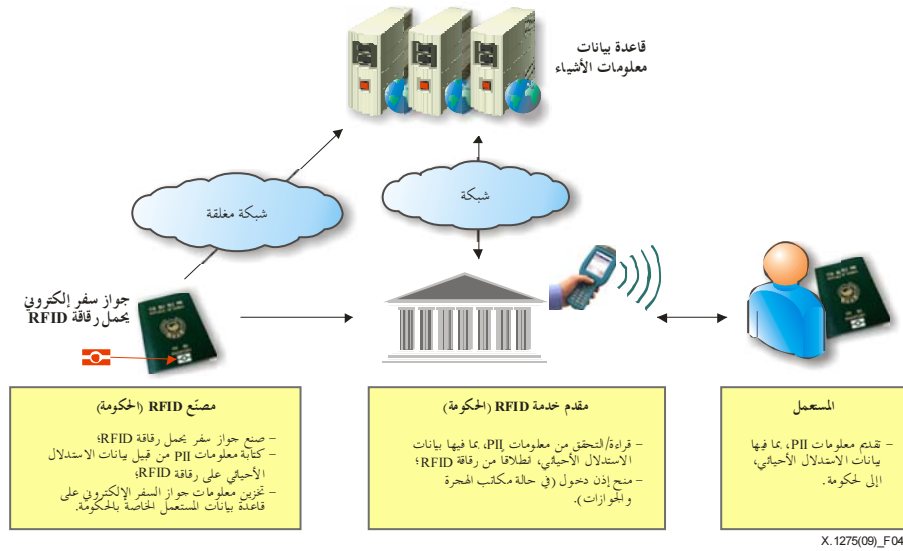 قاعدة بيانات
معلومات الأشياء
شبكة مغلقة
شبكة
جواز سفر إلكتروني
يحمل رقاقة RFID
مصنّع RFID (الحكومة)
– صنع جواز سفر يحمل رقاقة RFID؛
– كتابة معلومات PII من قبيل بيانات الاستدلال
الأحيائي على رقاقة RFID؛
– تخزين معلومات جواز السفر الإلكتروني على
قاعدة بيانات المستعمل الخاصة بالحكومة.
مقدم خدمة RFID (الحكومة)
– قراءة/التحقق من معلومات PII، بما فيها بيانات
الاستدلال الأحيائي، انطلاقاً من رقاقة RFID؛
– منح إذن دخول (في حالة مكاتب الهجرة
والجوازات).
المستعمل
– تقديم معلومات PII، بما فيها
بيانات الاستدلال الأحيائي،
إلى لحكومة.
X.1275(09)_F04